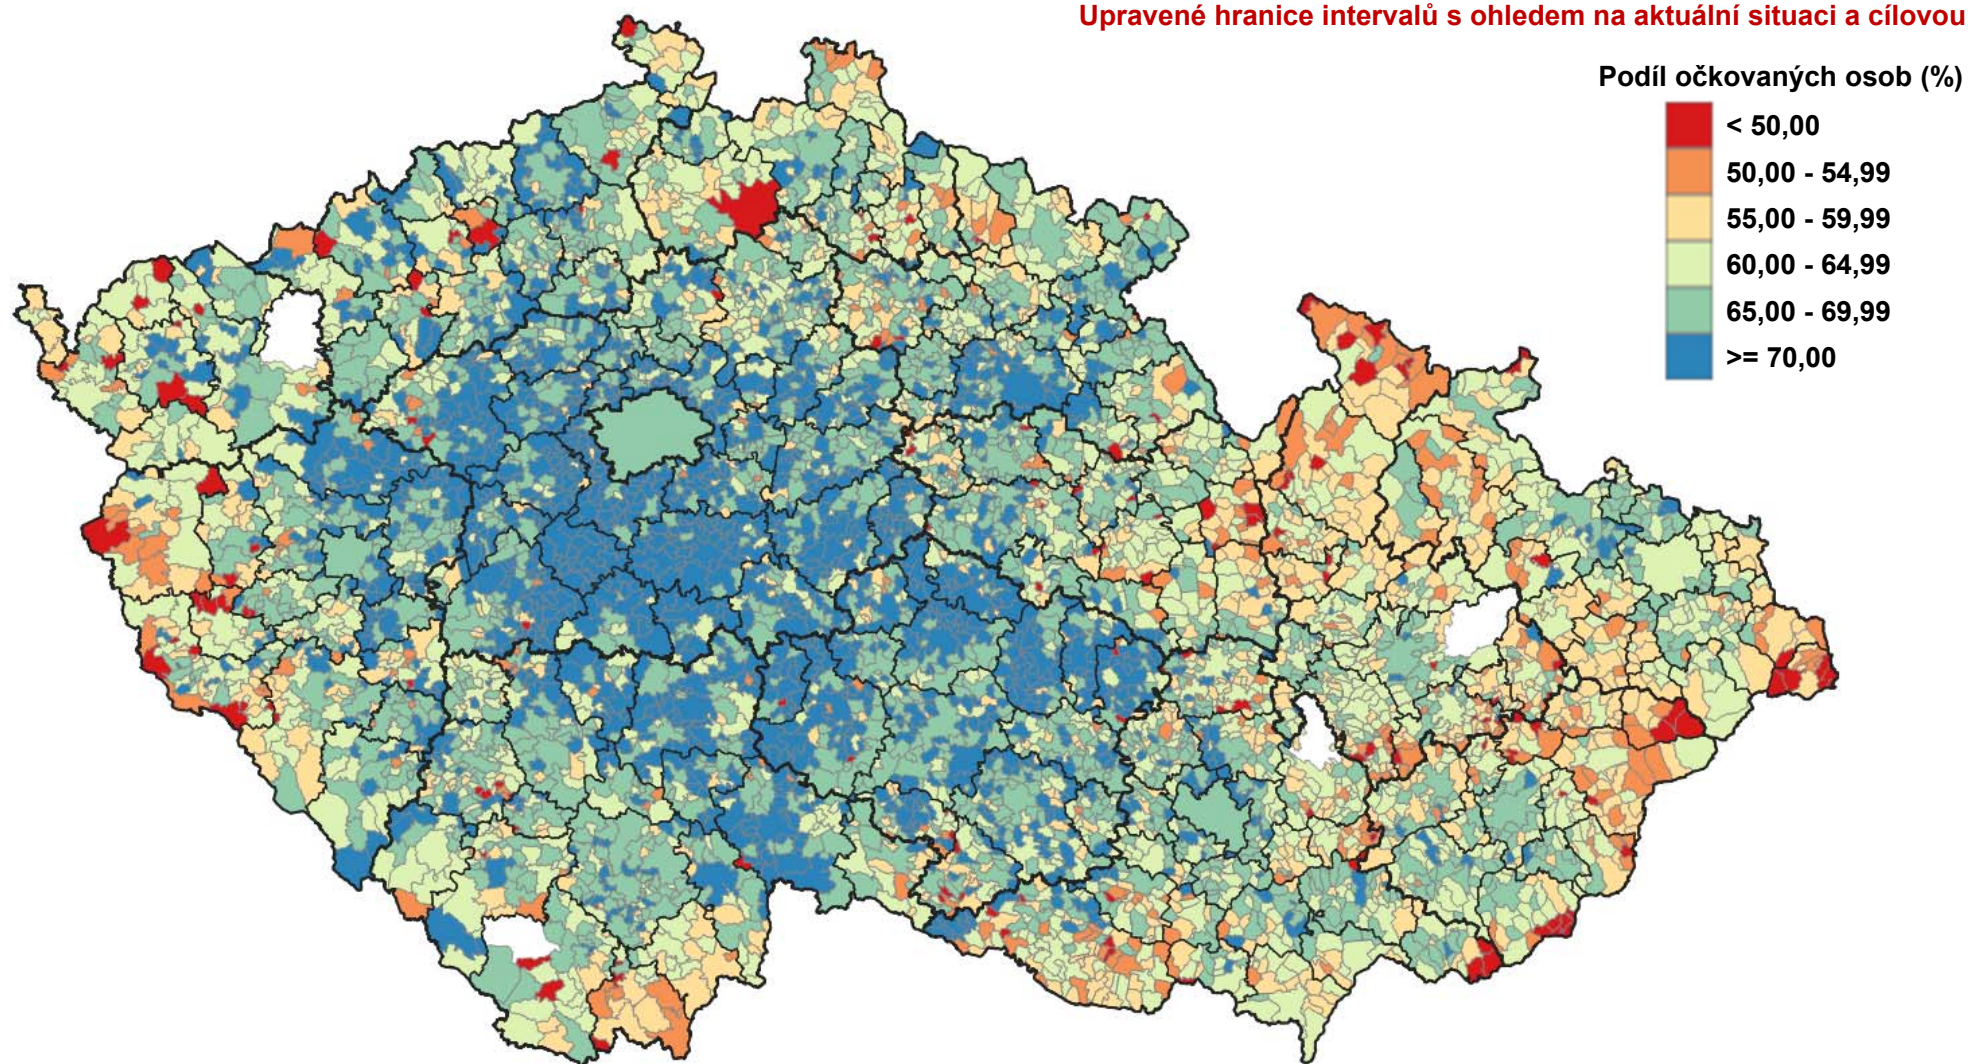 Upravené hranice intervalů s ohledem na aktuální situaci a cílovou
Podíl očkovaných osob (%)
< 50,00
50,00 - 54,99
55,00 - 59,99
60,00 - 64,99
65,00 - 69,99
>= 70,00